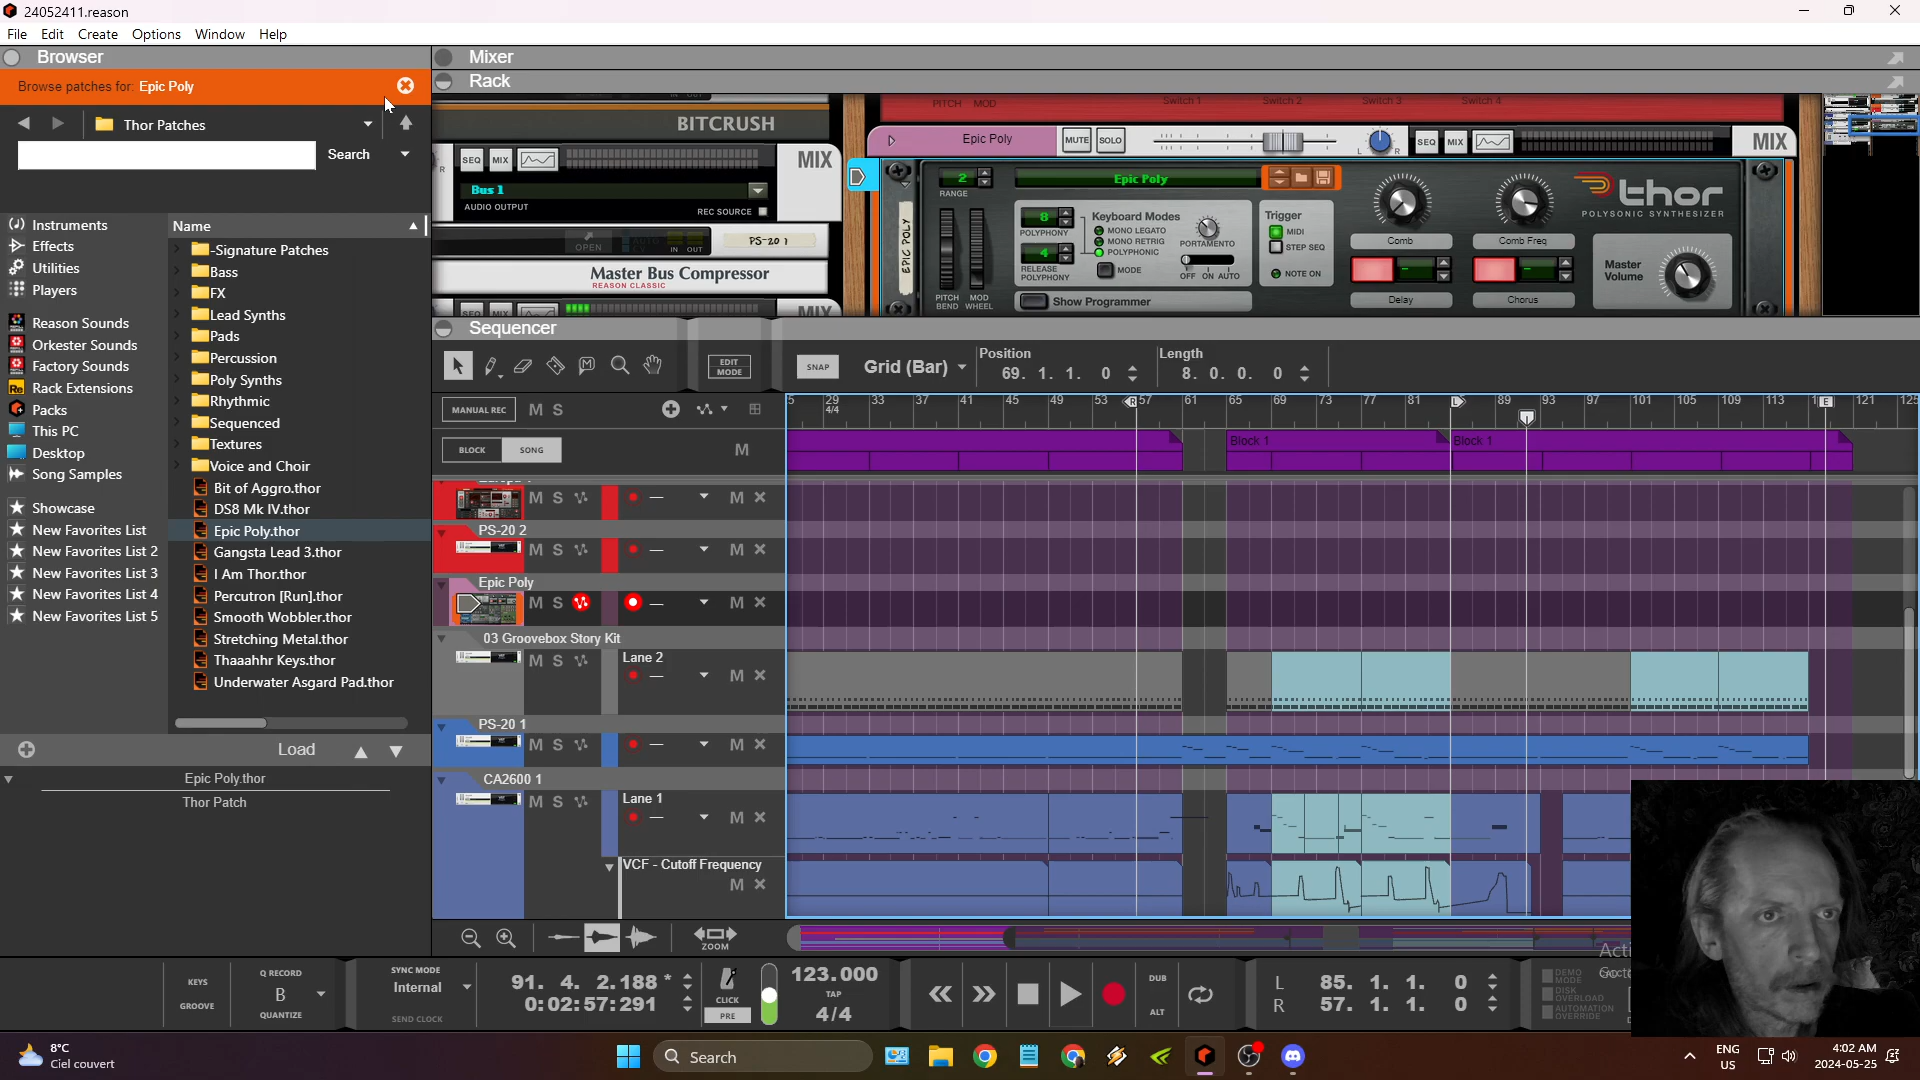 24052411.reason
File Edit Create Options Window Help
Browser
Browse patches for: Epic Poly
Thor Patches
Search
Instruments
Effects
Utilities
Players
Reason Sounds
Orkester Sounds
Factory Sounds
Rack Extensions
Packs
This PC
Desktop
Song Samples
Showcase
New Favorites List
New Favorites List 2
New Favorites List 3
New Favorites List 4
New Favorites List 5
Name
-Signature Patches
Bass
FX
Lead Synths
Pads
Percussion
Poly Synths
Rhythmic
Sequenced
Textures
Voice and Choir
Bit of Aggro.thor
DS8 Mk IV.thor
Epic Poly.thor
Gangsta Lead 3.thor
I Am Thor.thor
Percutron [Run].thor
Smooth Wobbler.thor
Stretching Metal.thor
Thaaahhr Keys.thor
Underwater Asgard Pad.thor
Load
Epic Poly.thor
Thor Patch
Mixer
Rack
BITCRUSH
SEQ MIX
MIX
Bus 1
AUDIO OUTPUT
REC SOURCE
OPEN
IN OUT
PS-20 1
Master Bus Compressor
REASON CLASSIC
SEQ MIX MIX
PITCH MOD Switch 1 Switch 2 Switch 3 Switch 4
Epic Poly MUTE SOLO L R SEQ MIX MIX
EPIC POLY
2
RANGE
Epic Poly
8
POLYPHONY
4
RELEASE
POLYPHONY
Keyboard Modes
MONO LEGATO
MONO RETRIG
POLYPHONIC
MODE
PORTAMENTO
OFF ON AUTO
Trigger
MIDI
STEP SEQ
NOTE ON
PITCH
BEND
MOD
WHEEL
Show Programmer
Comb
Comb Freq
Delay
Chorus
thor
POLYSONIC SYNTHESIZER
Master
Volume
Sequencer
EDIT
MODE
SNAP
Grid (Bar)
Position
69. 1. 1. 0
Length
8. 0. 0. 0
MANUAL REC M S
5 29 33 37 41 45 49 53 R 57 61 65 69 73 77 81 L 89 93 97 101 105 109 113 E 121 125
4/4
BLOCK SONG M
Block 1
Block 1
M S M
PS-20 2
M S M
Epic Poly
M S M
03 Groovebox Story Kit
M S
Lane 2
M
PS-20 1
M S M
CA2600 1
M S
Lane 1
M
VCF - Cutoff Frequency
M
ZOOM
KEYS
GROOVE
Q RECORD
B
QUANTIZE
SYNC MODE
Internal
SEND CLOCK
91. 4. 2.188 *
0:02:57:291
CLICK
PRE
123.000
TAP
4/4
DUB
ALT
L 85. 1. 1. 0
R 57. 1. 1. 0
DEMO
MODE
DISK
OVERLOAD
AUTOMATION
OVERRIDE
8°C
Ciel couvert
Search
ENG
US
4:02 AM
2024-05-25